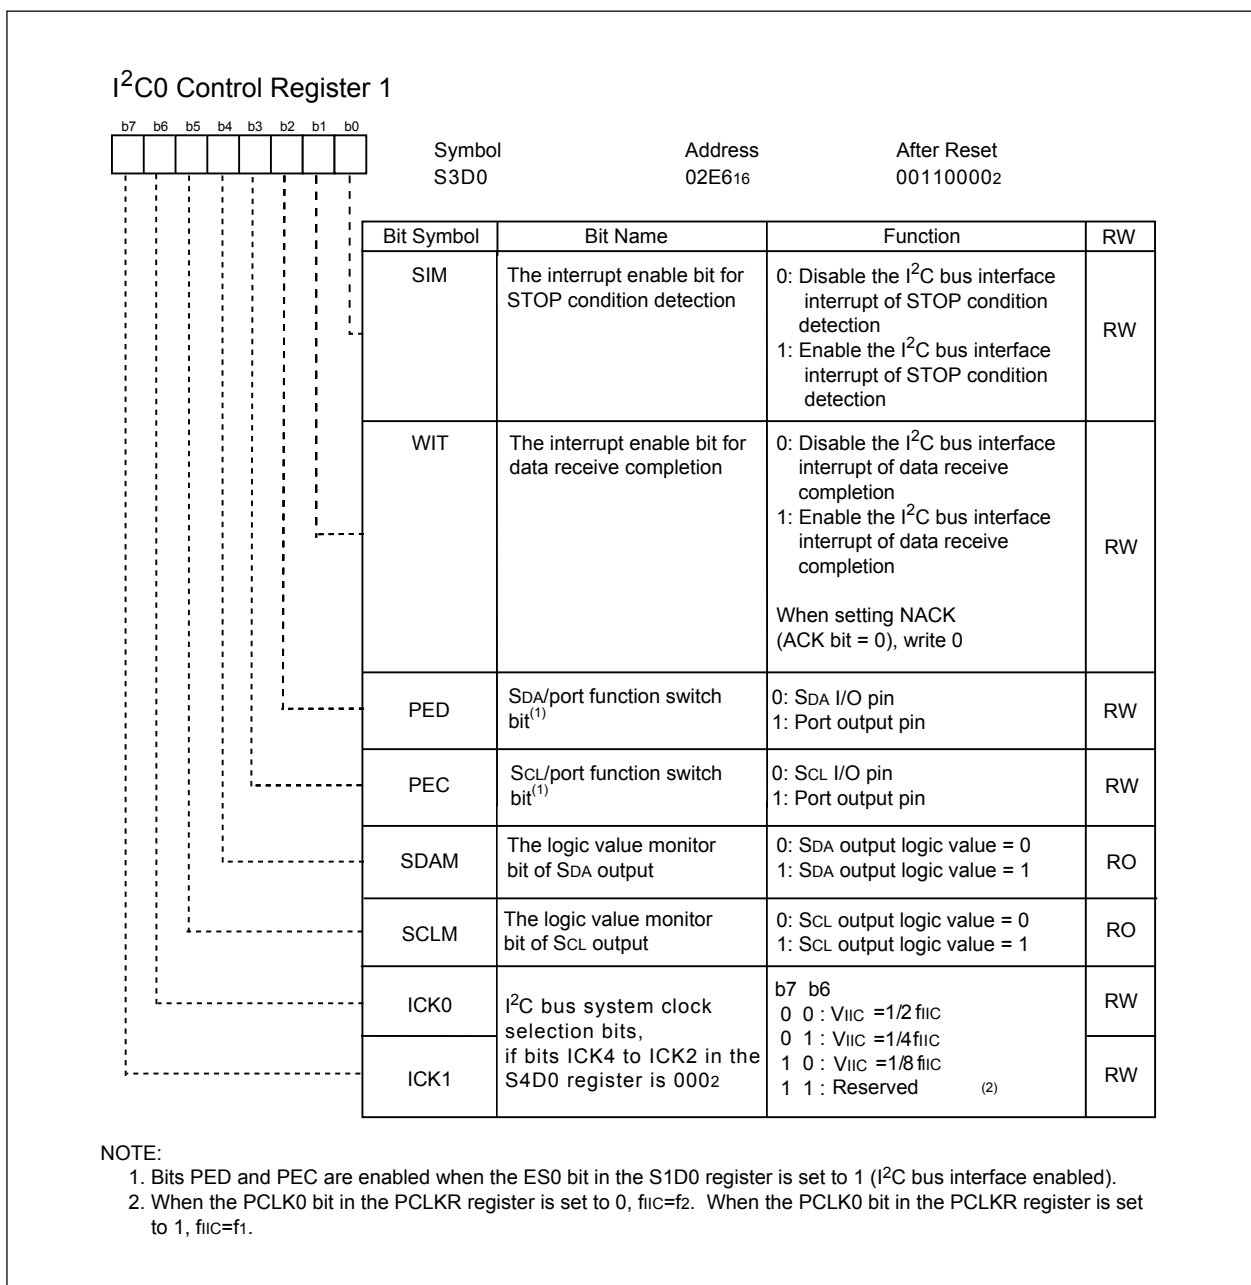 I²C0 Control Register 1
b7 b6 b5 b4 b3 b2 b1 b0
Symbol Address After Reset
S3D0 02E616 001100002
Bit Symbol Bit Name Function RW
SIM
The interrupt enable bit for
STOP condition detection
0: Disable the I²C bus interface
interrupt of STOP condition
detection
1: Enable the I²C bus interface
interrupt of STOP condition
detection
RW
WIT
The interrupt enable bit for
data receive completion
0: Disable the I²C bus interface
interrupt of data receive
completion
1: Enable the I²C bus interface
interrupt of data receive
completion
When setting NACK
(ACK bit = 0), write 0
RW
PED
SDA/port function switch
bit(1)
0: SDA I/O pin
1: Port output pin
RW
PEC
SCL/port function switch
bit(1)
0: SCL I/O pin
1: Port output pin
RW
SDAM
The logic value monitor
bit of SDA output
0: SDA output logic value = 0
1: SDA output logic value = 1
RO
SCLM
The logic value monitor
bit of SCL output
0: SCL output logic value = 0
1: SCL output logic value = 1
RO
ICK0
I²C bus system clock
selection bits,
if bits ICK4 to ICK2 in the
S4D0 register is 0002
b7 b6
0 0 : VIIC =1/2 fIIC
0 1 : VIIC =1/4fIIC
1 0 : VIIC =1/8 fIIC
1 1 : Reserved (2)
RW
ICK1
RW
NOTE:
1. Bits PED and PEC are enabled when the ES0 bit in the S1D0 register is set to 1 (I²C bus interface enabled).
2. When the PCLK0 bit in the PCLKR register is set to 0, fIIC=f2. When the PCLK0 bit in the PCLKR register is set
to 1, fIIC=f1.